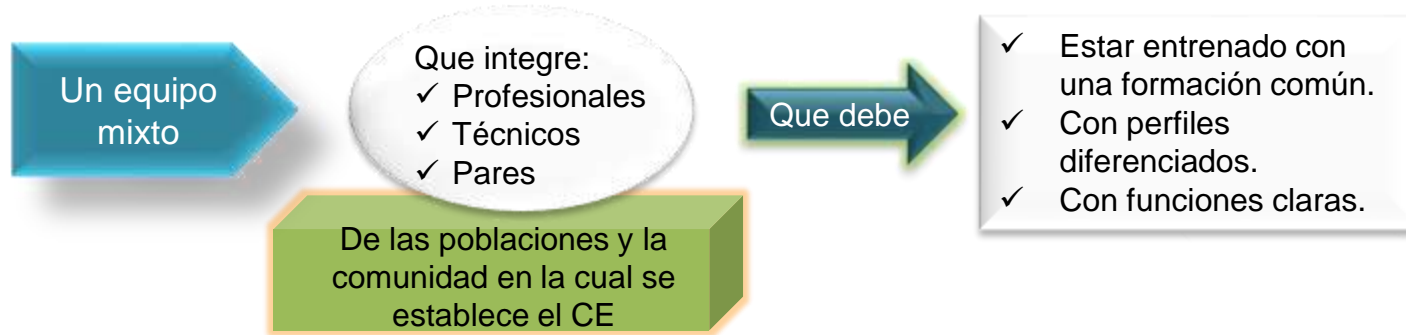 Un equipo
mixto
Que integre:
✓ Profesionales
✓ Técnicos
✓ Pares
De las poblaciones y la
comunidad en la cual se
establece el CE
Que debe
✓ Estar entrenado con
una formación común.
✓ Con perfiles
diferenciados.
✓ Con funciones claras.